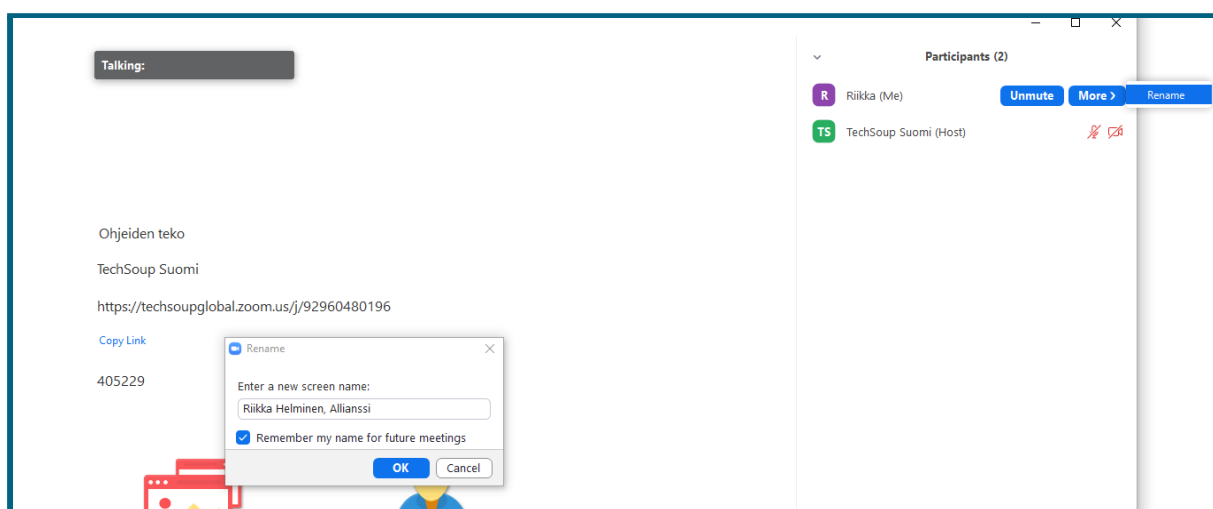 Talking:
Participants (2)
R Riikka (Me) Unmute More > Rename
TS TechSoup Suomi (Host)
Ohjeiden teko
TechSoup Suomi
https://techsoupglobal.zoom.us/j/92960480196
Copy Link
405229
Rename
Enter a new screen name:
Riikka Helminen, Allianssi
Remember my name for future meetings
OK Cancel